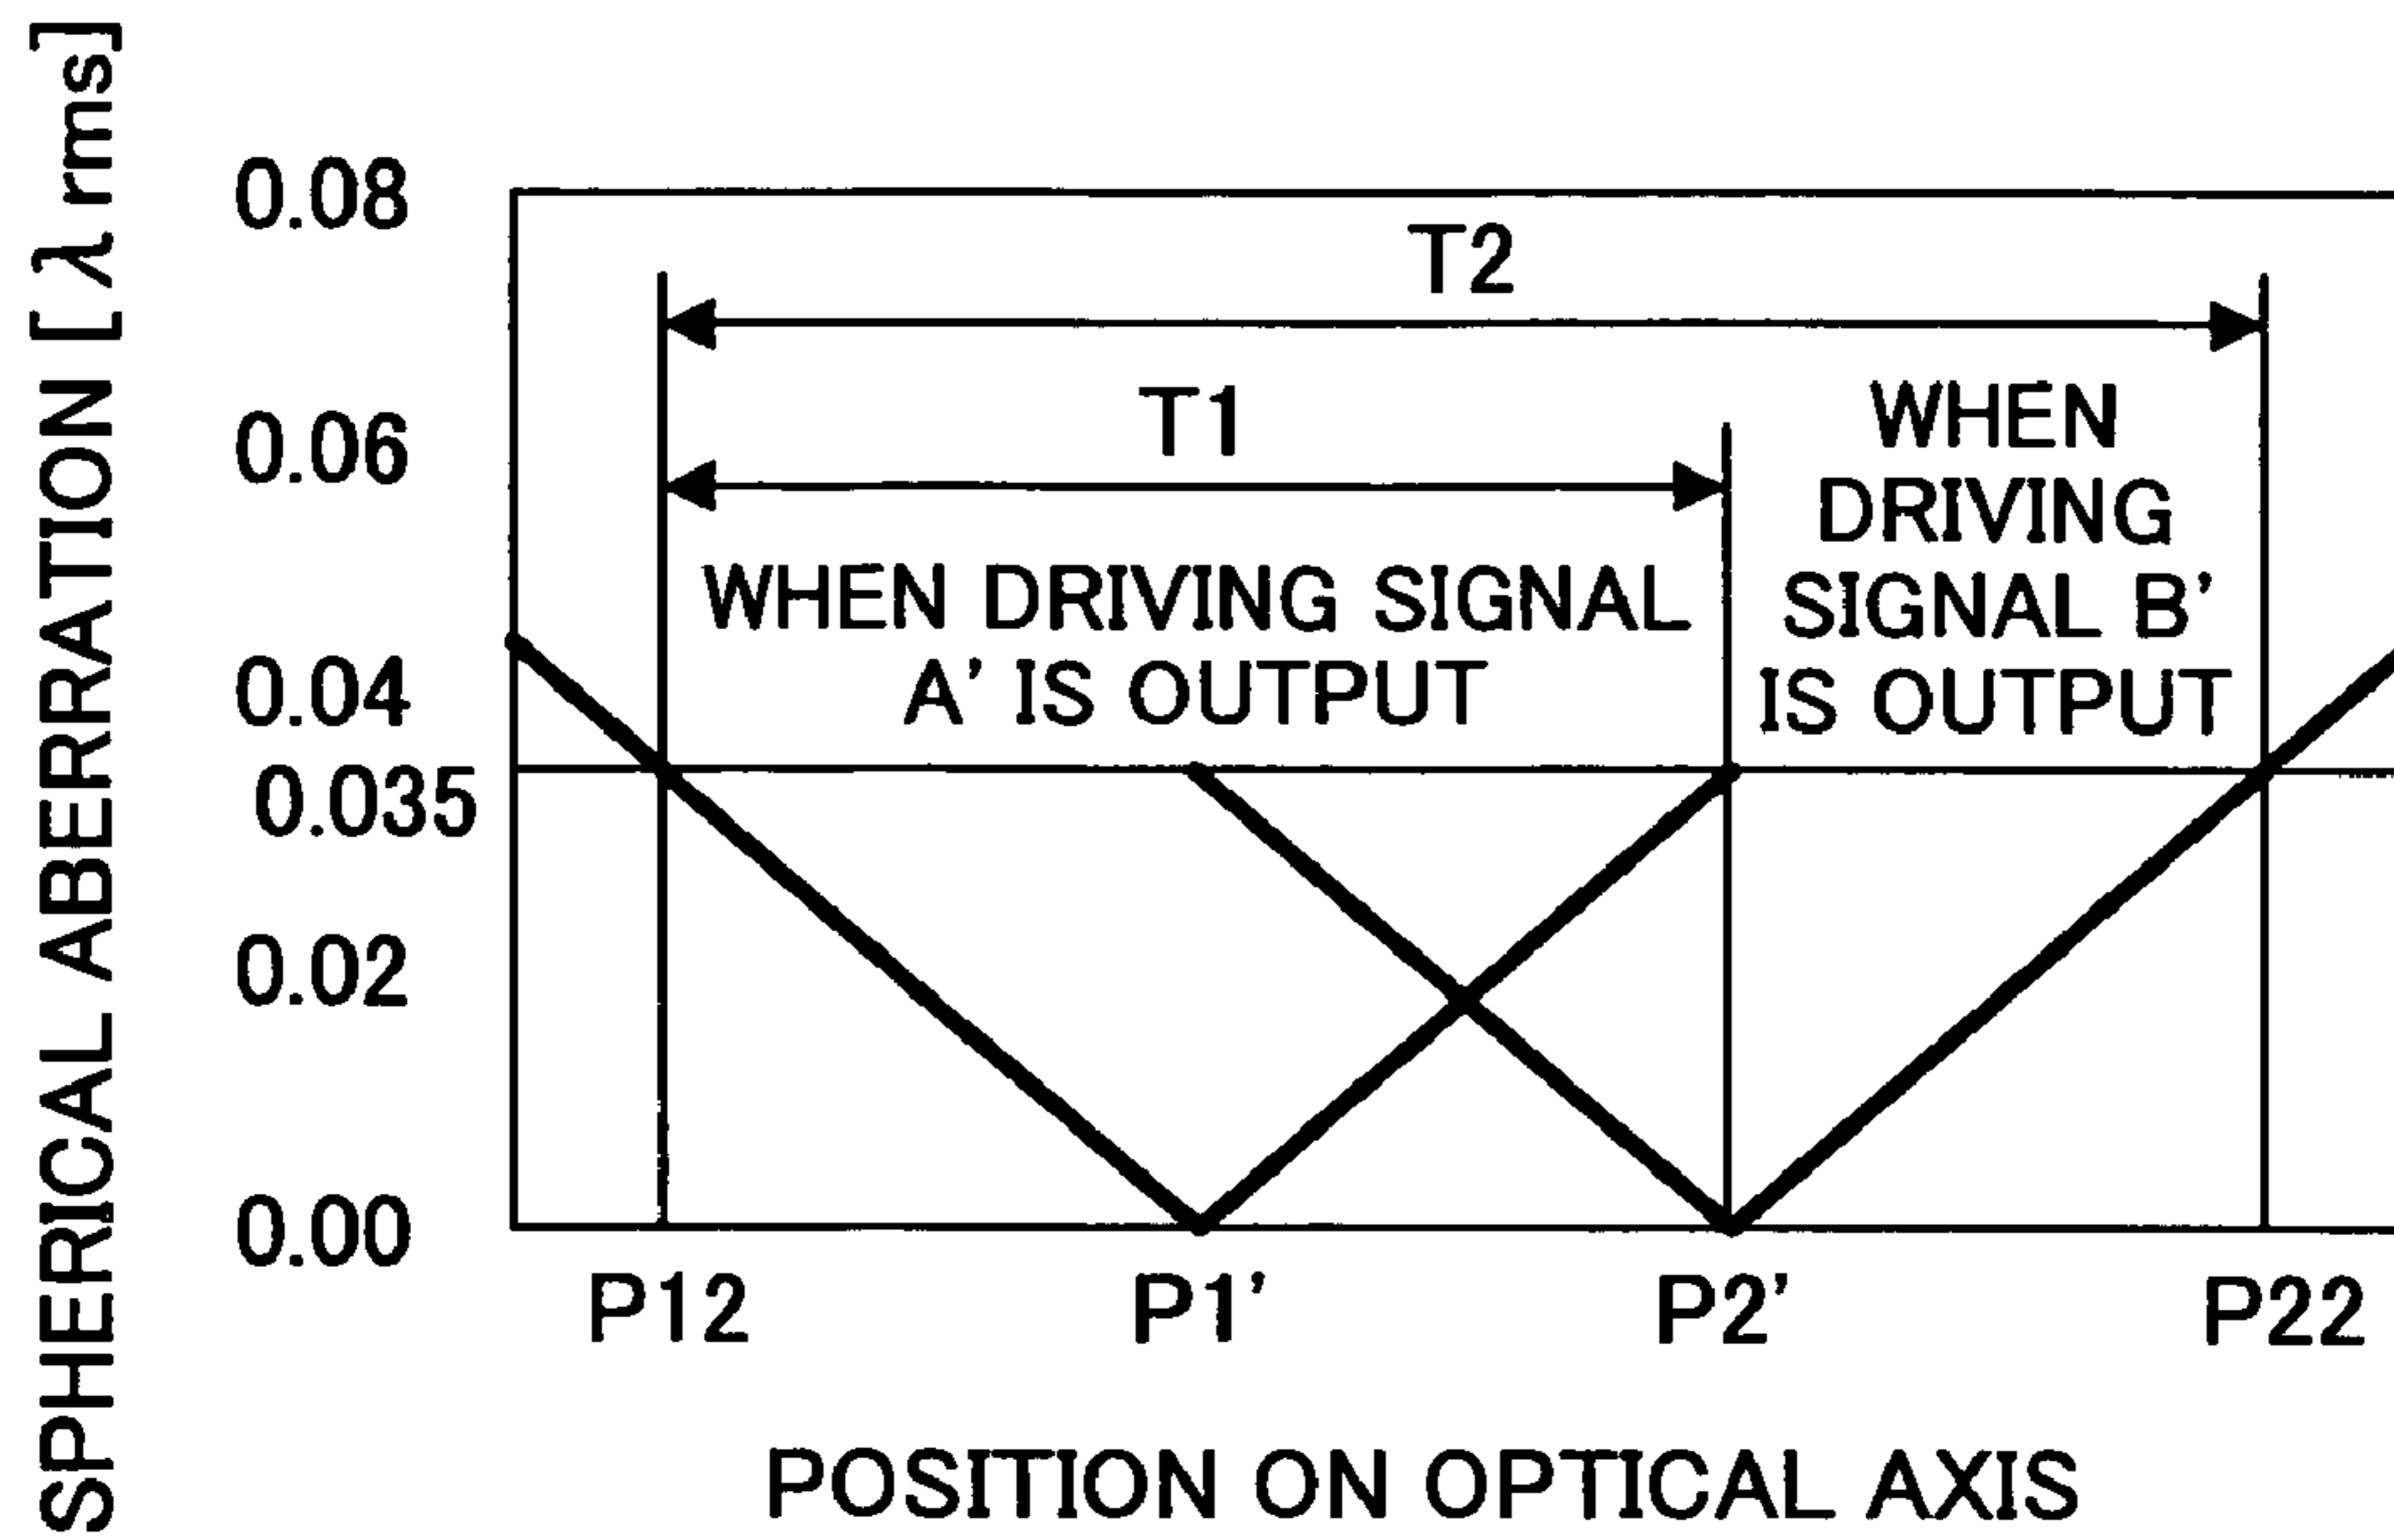 SPHERICAL ABERRATION [λ rms]
0.08
T2
0.06
T1
WHEN
DRIVING
SIGNAL B'
IS OUTPUT
WHEN DRIVING SIGNAL
A' IS OUTPUT
0.04
0.035
0.02
0.00
P12
P1'
P2'
P22
POSITION ON OPTICAL AXIS